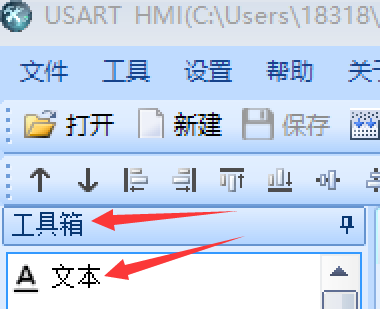 USART HMI(C:\Users\18318\
文件 工具 设置 帮助
打开 新建 保存
工具箱
A 文本